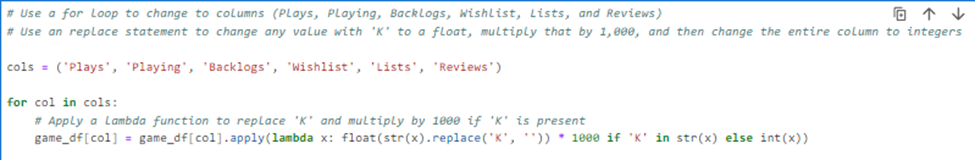 # Use a for Loop to change to columns (Plays, Playing, Backlogs, Wishlist, Lists, and Reviews)
# Use an replace statement to change any value with 'K' to a float, multiply that by 1,000, and then change the entire column to integers
cols = ('Plays', 'Playing', 'Backlogs', 'Wishlist', 'Lists', 'Reviews')
for col in cols:
# Apply a lambda function to replace 'K' and multiply by 1000 if 'K' is present
game_df[col] = game_df[col].apply(lambda x: float(str(x).replace('K', '')) * 1000 if 'K' in str(x) else int(x))